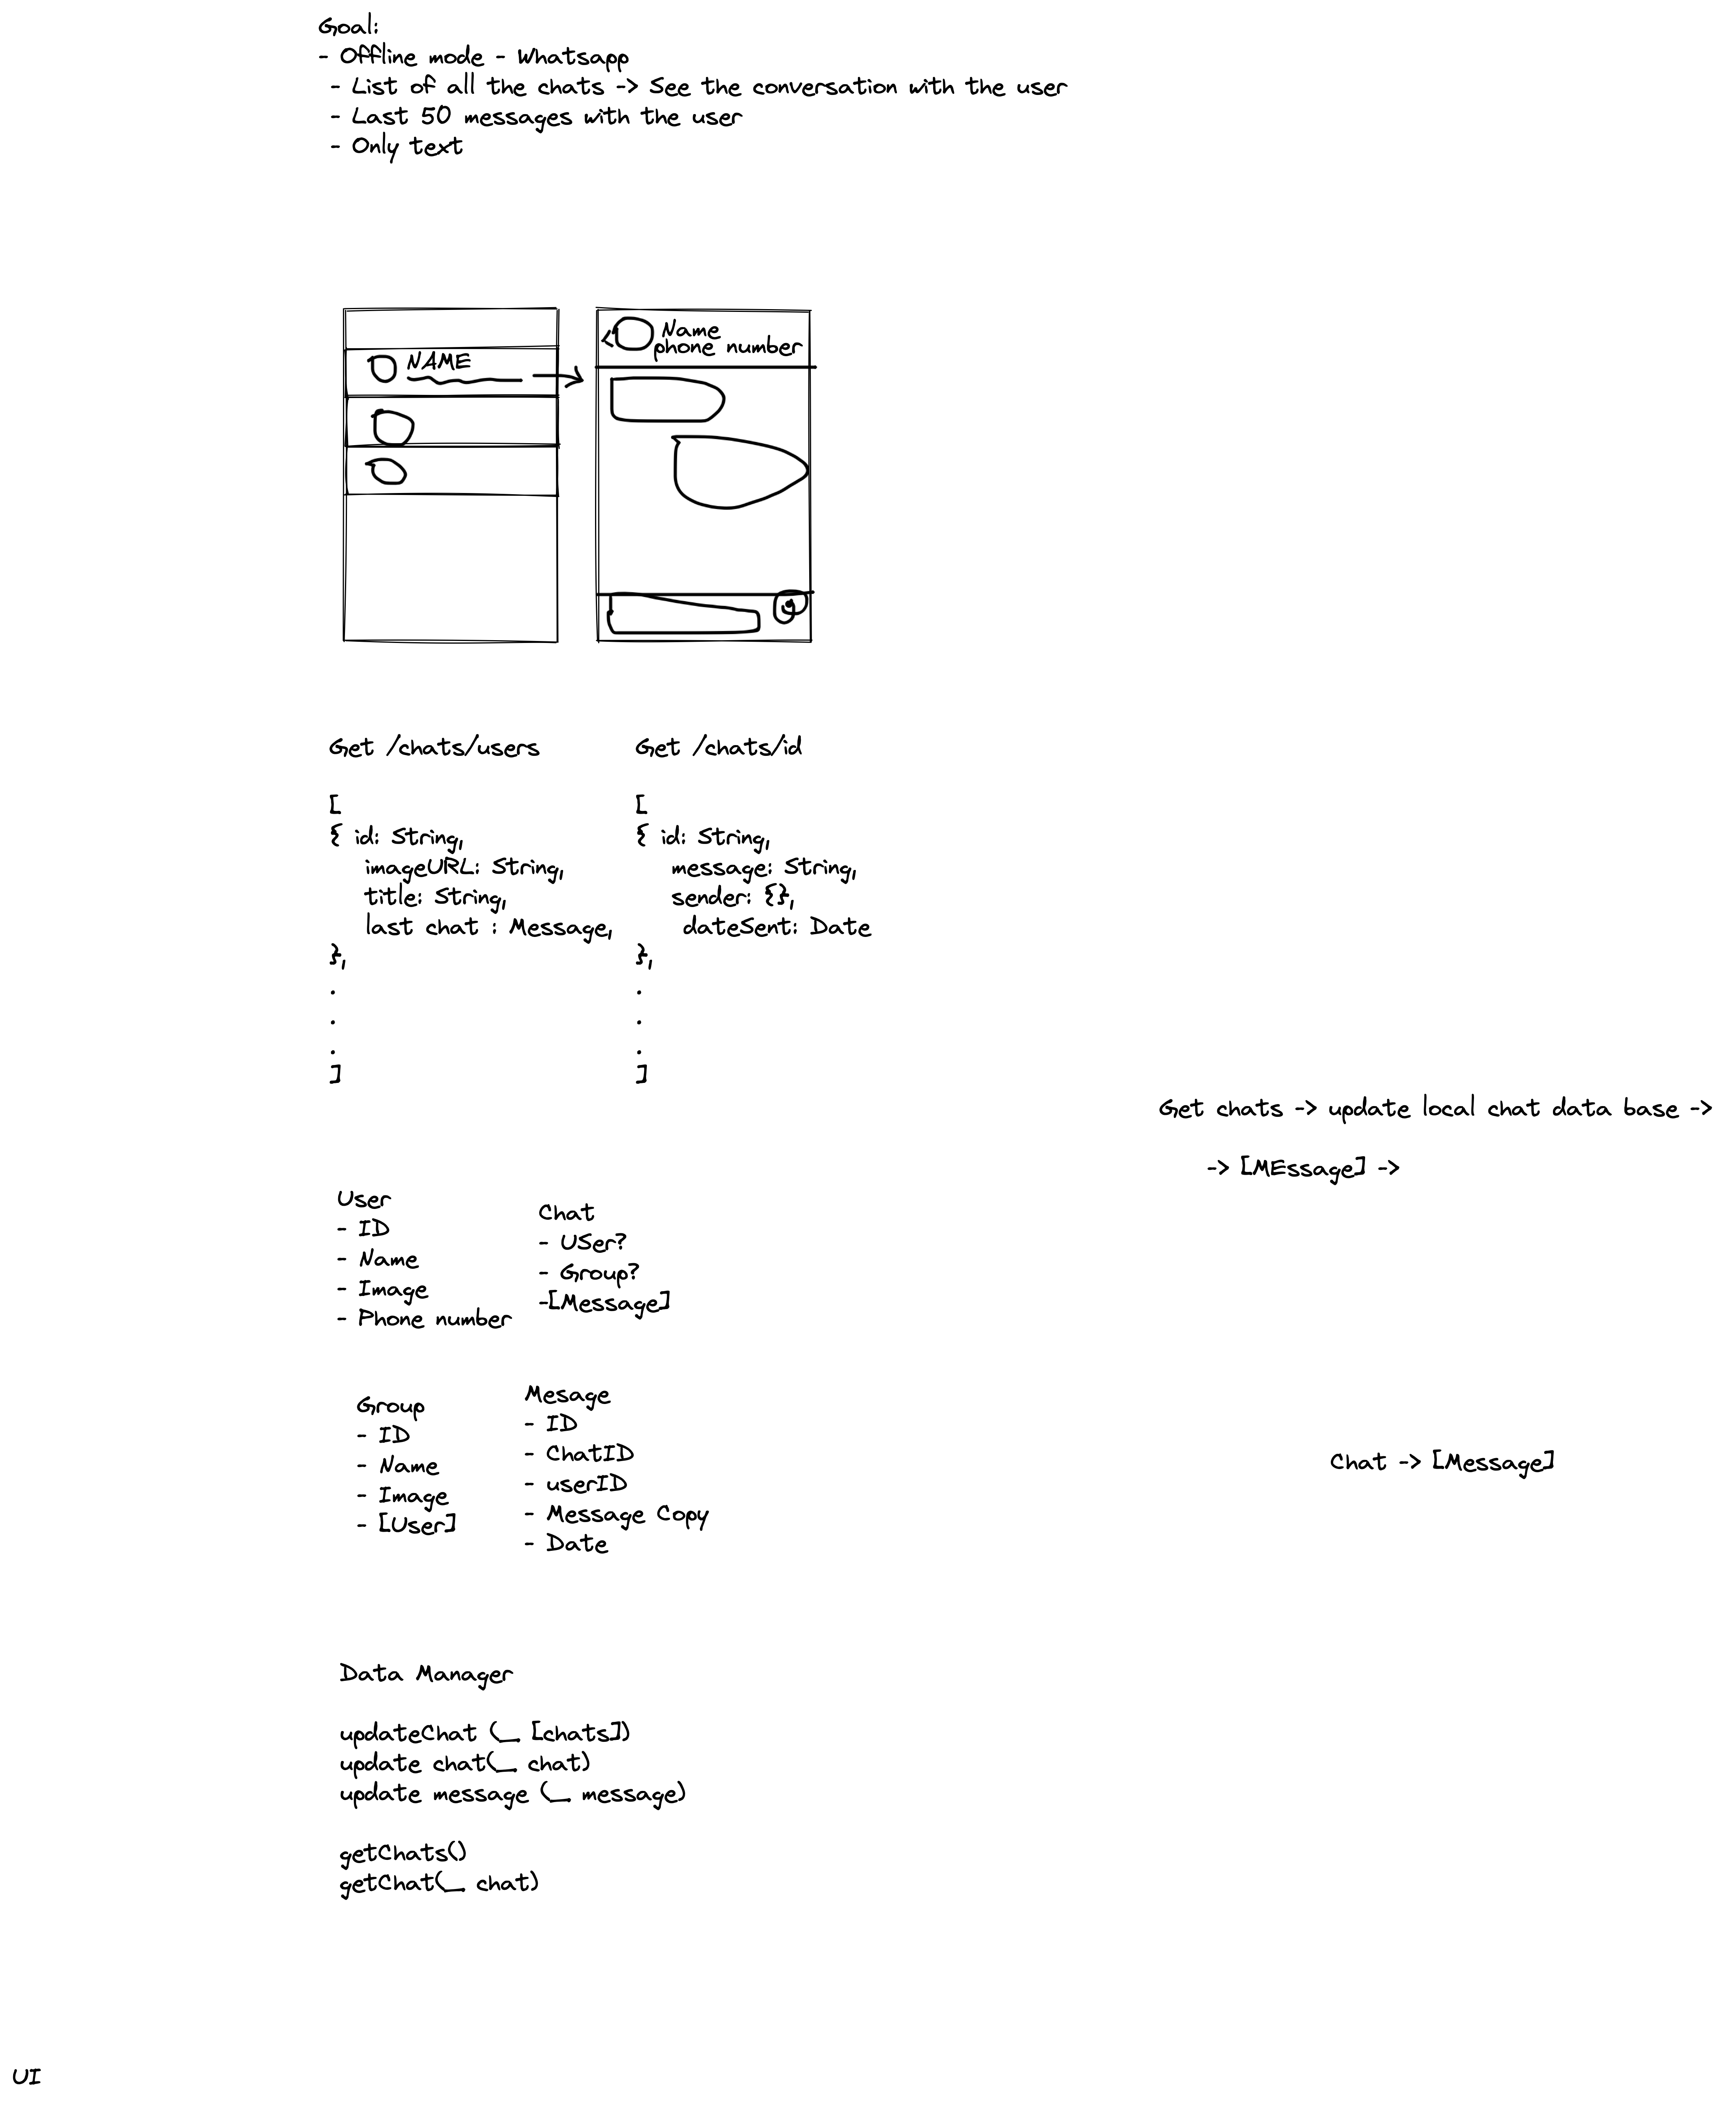 Goal:
- Offline mode - Whatsapp
- List of all the chats -> See the conversation with the user
- Last 50 messages with the user
- Only text
NAME
Name
phone number
Get /chats/users
[
{ id: String,
imageURL: String,
title: String,
last chat : Message,
},
.
.
.
]
Get /chats/id
[
{ id: String,
message: String,
sender: {},
dateSent: Date
},
.
.
.
]
Get chats -> update local chat data base ->
-> [MEssage] ->
User
- ID
- Name
- Image
- Phone number
Chat
- USer?
- Group?
-[Message]
Group
- ID
- Name
- Image
- [User]
Mesage
- ID
- ChatID
- userID
- Message Copy
- Date
Chat -> [Message]
Data Manager
updateChat (_ [chats])
update chat(_ chat)
update message (_ message)
getChats()
getChat(_ chat)
UI